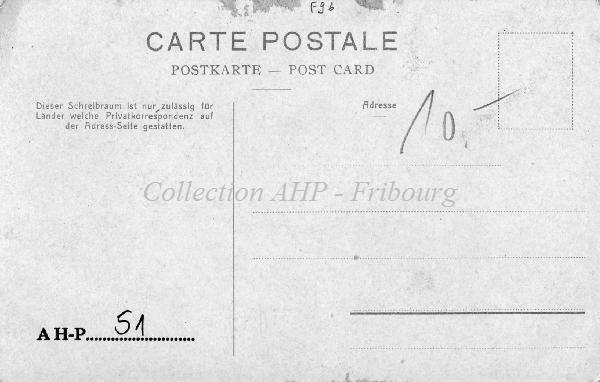 F96
CARTE POSTALE
POSTKARTE — POST CARD
Dieser Schreibraum ist nur zulässig für
Länder welche Privatkorrespondenz auf
der Adress-Seite gestatten.
Adresse
10.—
Collection AHP - Fribourg
A H-P......51..........